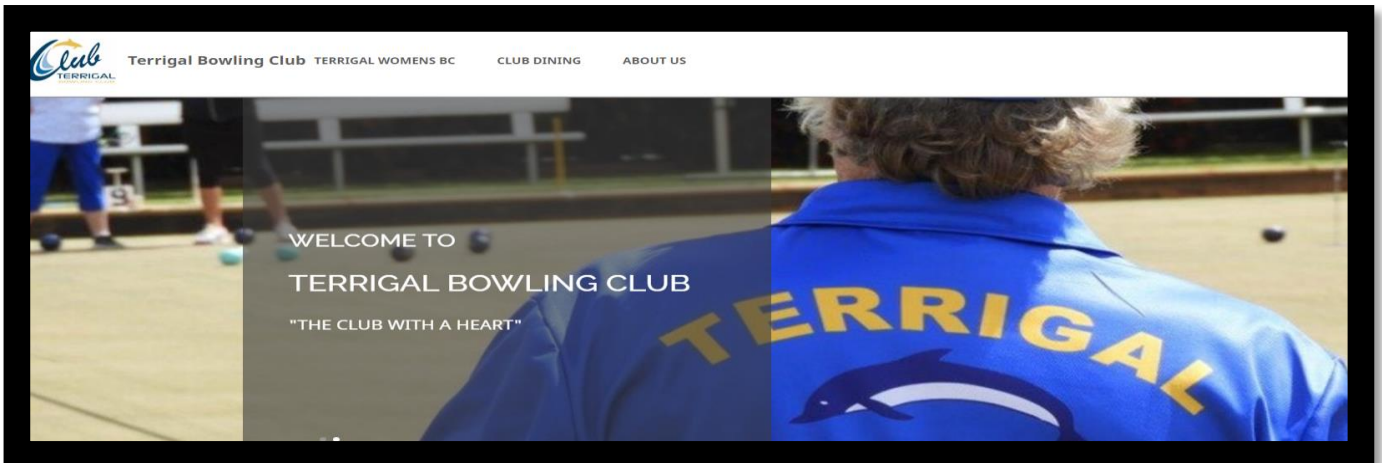 Club
TERRIGAL
Terrigal Bowling Club TERRIGAL WOMENS BC CLUB DINING ABOUT US
9
WELCOME TO
TERRIGAL BOWLING CLUB
"THE CLUB WITH A HEART"
TERRIGAL